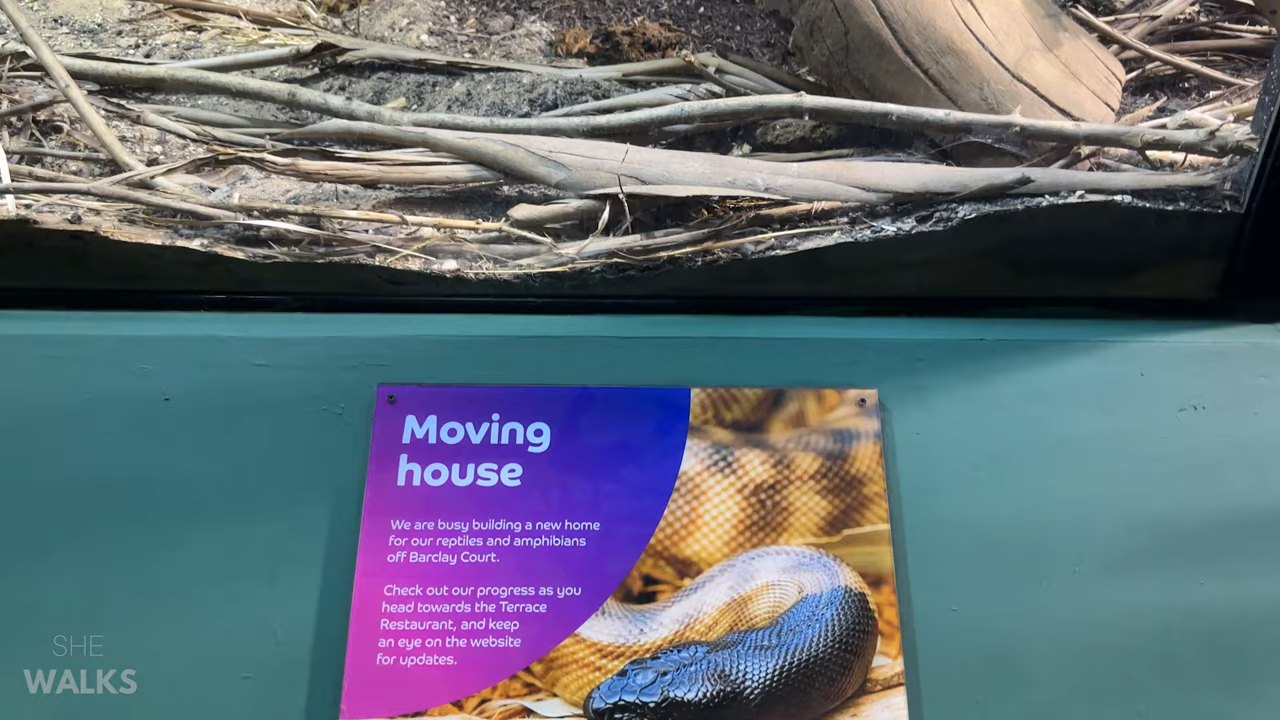 Moving
house
We are busy building a new home
for our reptiles and amphibians
off Barclay Court.
Check out our progress as you
head towards the Terrace
Restaurant, and keep
an eye on the website
for updates.
SHE
WALKS